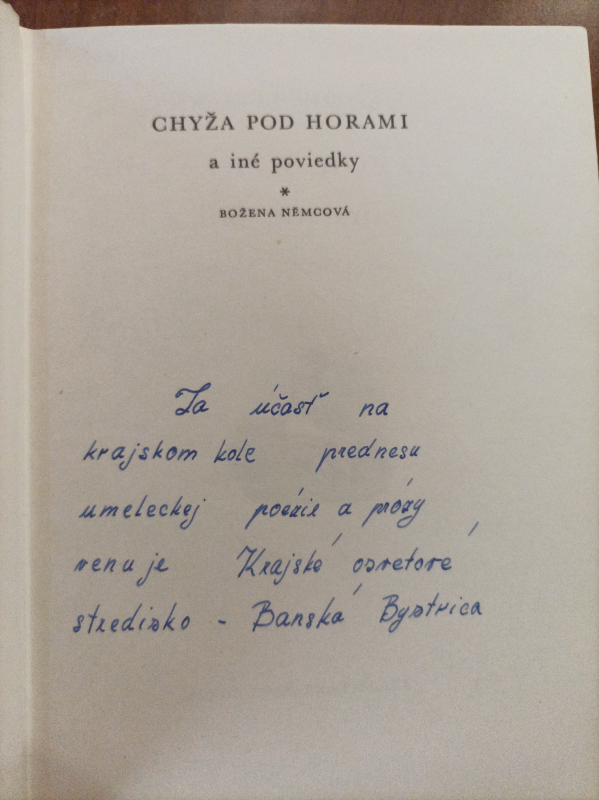 CHYŽA POD HORAMI
a iné poviedky
*
BOŽENA NĚMCOVÁ
Za účasť na
krajskom kole prednesu
umeleckej poézie a prózy
venuje Krajské osvetové
stredisko - Banská Bystrica